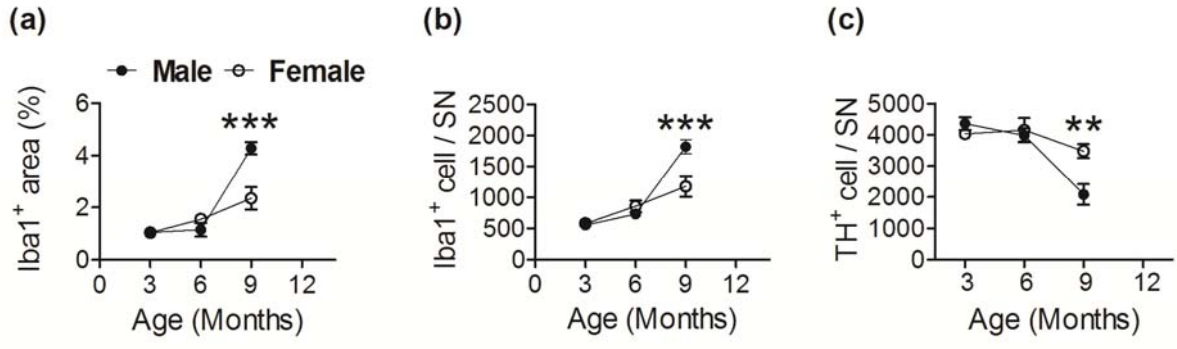 (a)
Male Female
Iba1+ area (%)
6
4
2
0
***
0 3 6 9 12
Age (Months)
(b)
Iba1+ cell / SN
2500
2000
1500
1000
500
0
***
0 3 6 9 12
Age (Months)
(c)
TH+ cell / SN
5000
4000
3000
2000
1000
0
**
3 6 9 12
Age (Months)